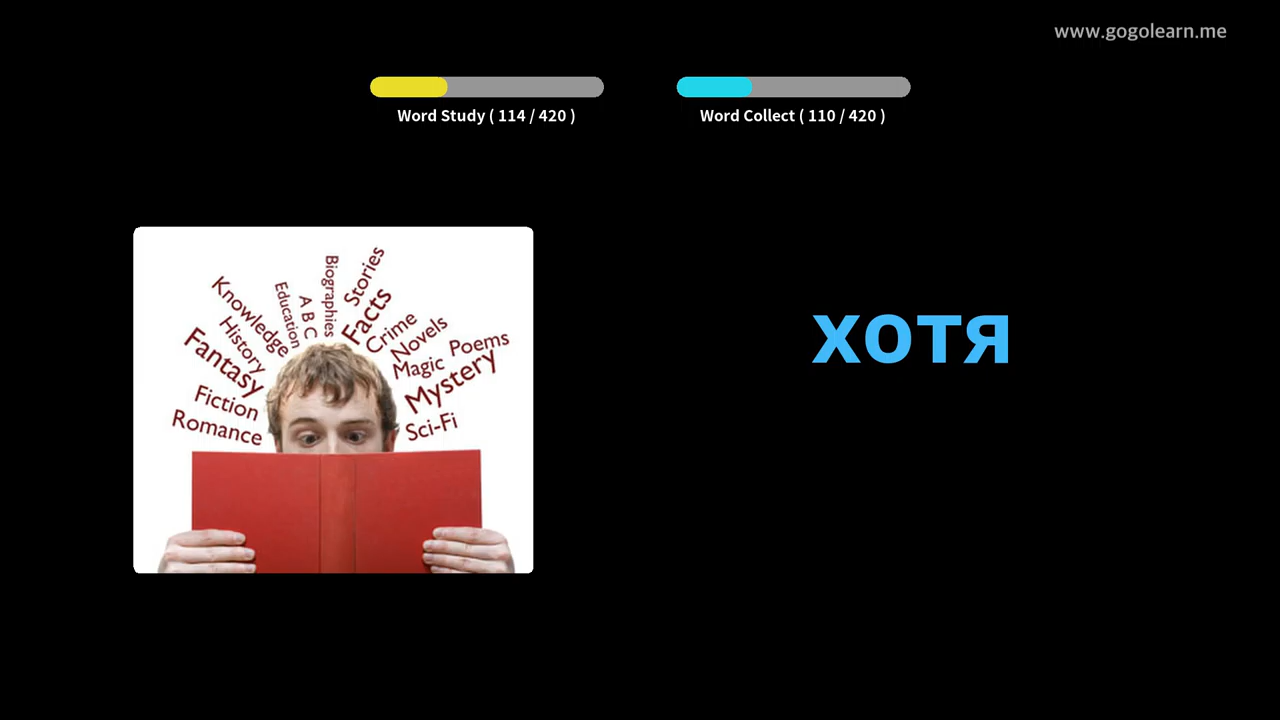 www.gogolearn.me
Word Study ( 114 / 420 )
Word Collect ( 110 / 420 )
Biographies
Stories
Education
A B C
Facts
Knowledge
Crime
History
Novels
Poems
Fantasy
Magic
Mystery
Fiction
Romance
Sci-Fi
хотя